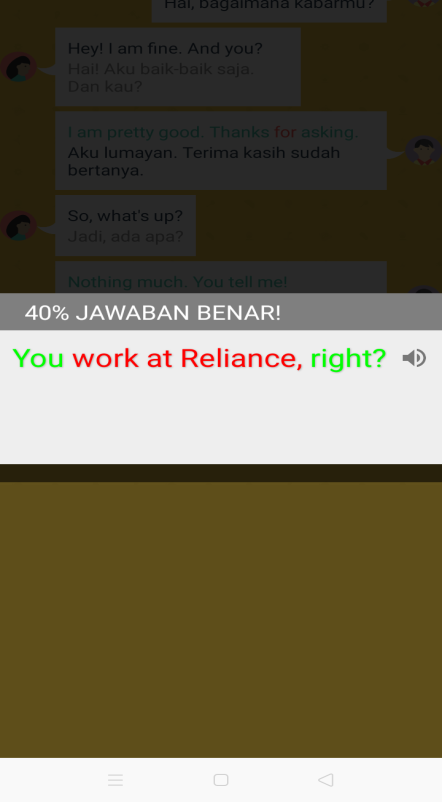 Hai, bagaimana kabarmu?
Hey! I am fine. And you?
Hai! Aku baik-baik saja.
Dan kau?
I am pretty good. Thanks for asking.
Aku lumayan. Terima kasih sudah
bertanya.
So, what's up?
Jadi, ada apa?
Nothing much. You tell me!
40% JAWABAN BENAR!
You work at Reliance, right?